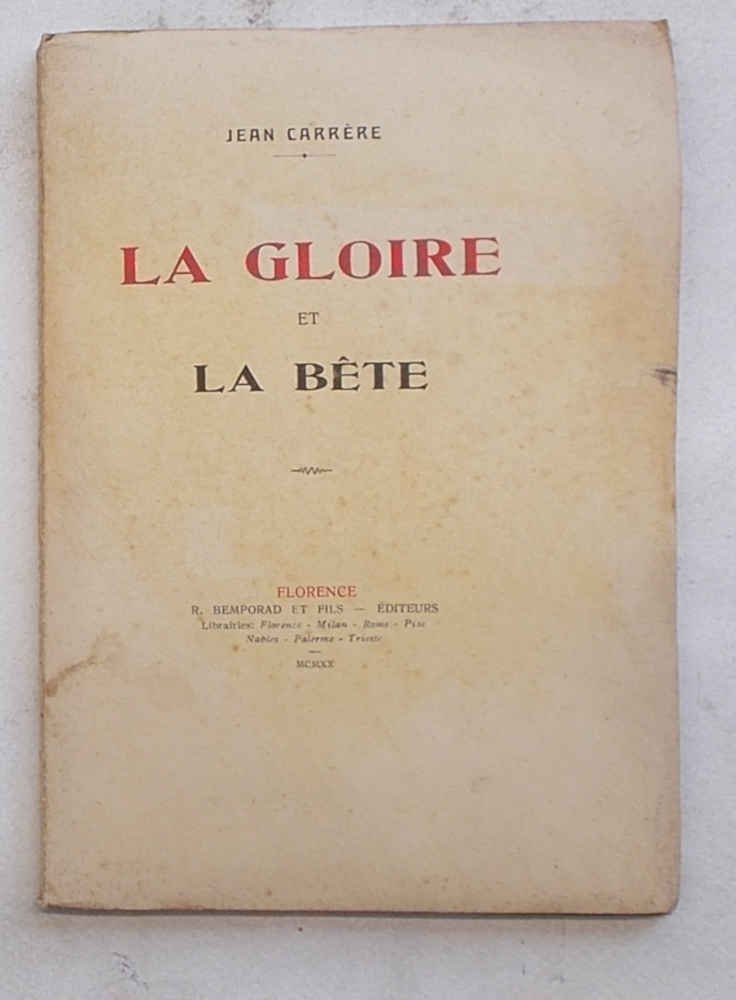 JEAN CARRÈRE
LA GLOIRE
ET
LA BÊTE
FLORENCE
R. BEMPORAD ET FILS — ÉDITEURS
Librairies: Florence - Milan - Rome - Pise
Naples - Palerme - Trieste
MCMXX